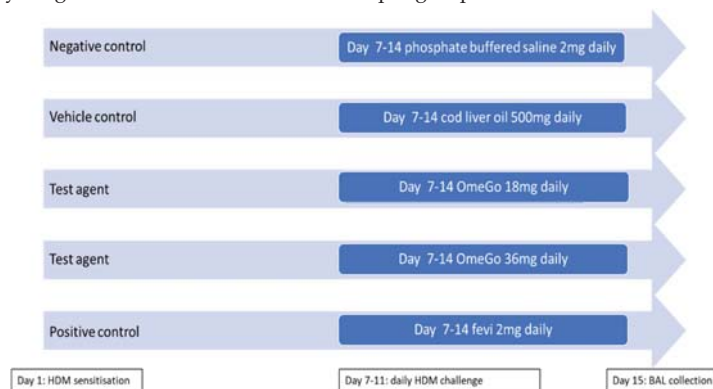 Negative control
Day 7-14 phosphate buffered saline 2mg daily
Vehicle control
Day 7-14 cod liver oil 500mg daily
Test agent
Day 7-14 OmeGo 18mg daily
Test agent
Day 7-14 OmeGo 36mg daily
Positive control
Day 7-14 fevi 2mg daily
Day 1: HDM sensitisation
Day 7-11: daily HDM challenge
Day 15: BAL collection